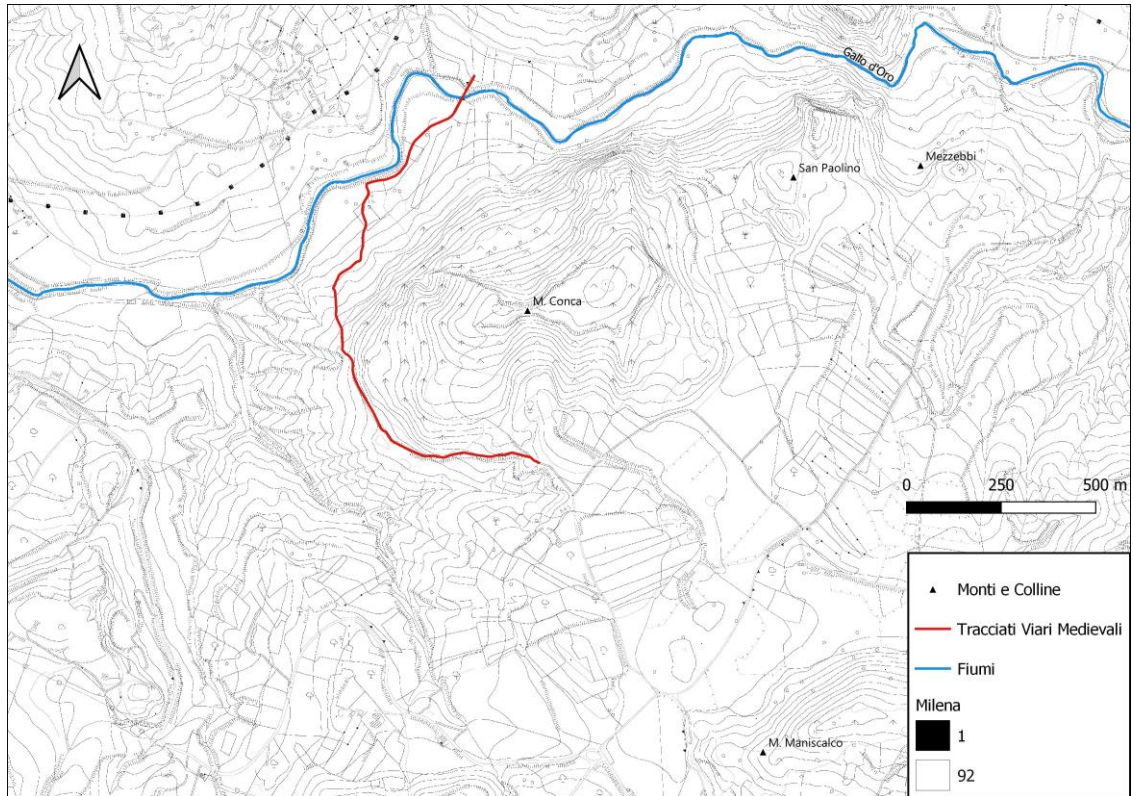 Gallo d'Oro
Mezzebbi
San Paolino
M. Conca
0 250 500 m
Monti e Colline
Tracciati Viari Medievali
Fiumi
Milena
1
92
M. Maniscalco